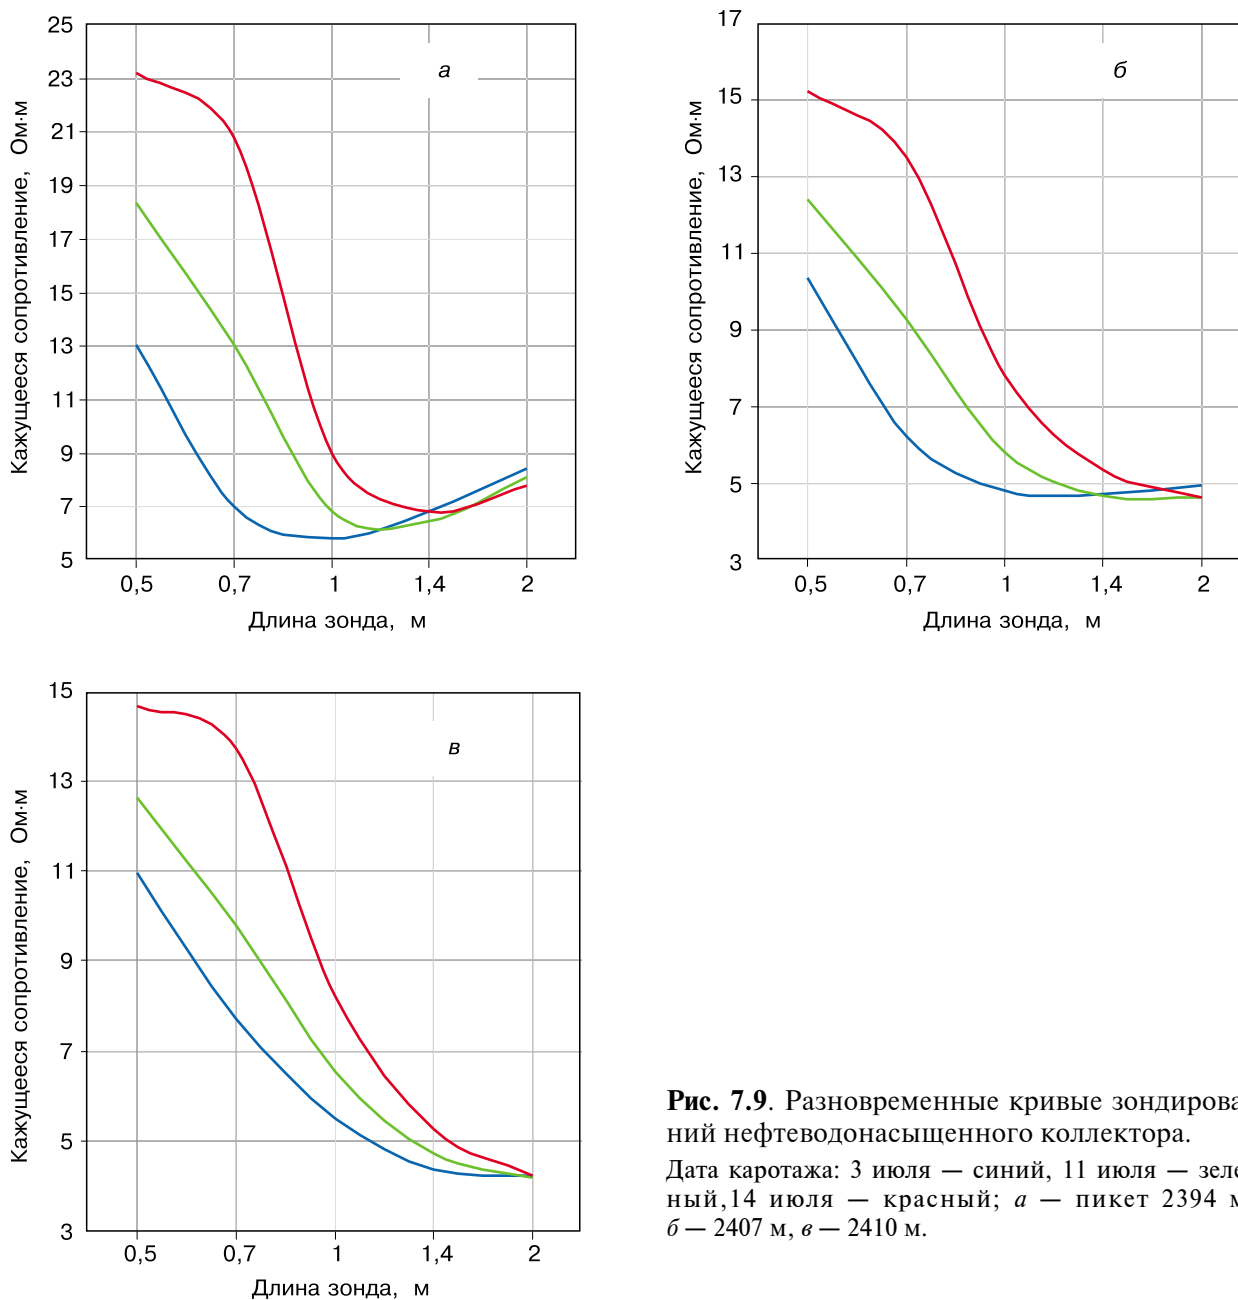 25
23
21
19
17
15
13
11
9
7
5
Кажущееся сопротивление, Ом·м
а
0,5 0,7 1 1,4 2
Длина зонда, м
17
15
13
11
9
7
5
3
Кажущееся сопротивление, Ом·м
б
0,5 0,7 1 1,4 2
Длина зонда, м
15
13
11
9
7
5
3
Кажущееся сопротивление, Ом·м
в
0,5 0,7 1 1,4 2
Длина зонда, м
Рис. 7.9. Разновременные кривые зондирова
ний нефтеводонасыщенного коллектора.
Дата каротажа: 3 июля — синий, 11 июля — зеле
ный,14 июля — красный; а — пикет 2394 м
б — 2407 м, в — 2410 м.